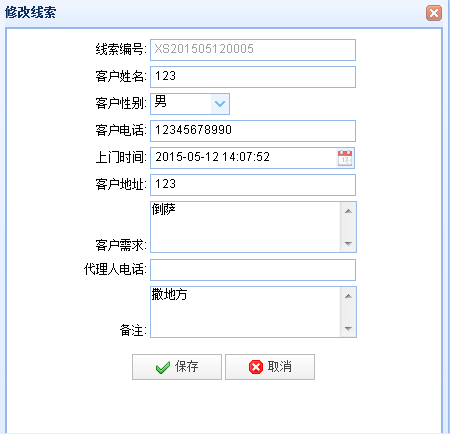 修改线索
线索编号: XS201505120005
客户姓名: 123
客户性别: 男
客户电话: 12345678990
上门时间: 2015-05-12 14:07:52
客户地址: 123
倒萨
客户需求:
代理人电话:
撒地方
备注:
保存 取消